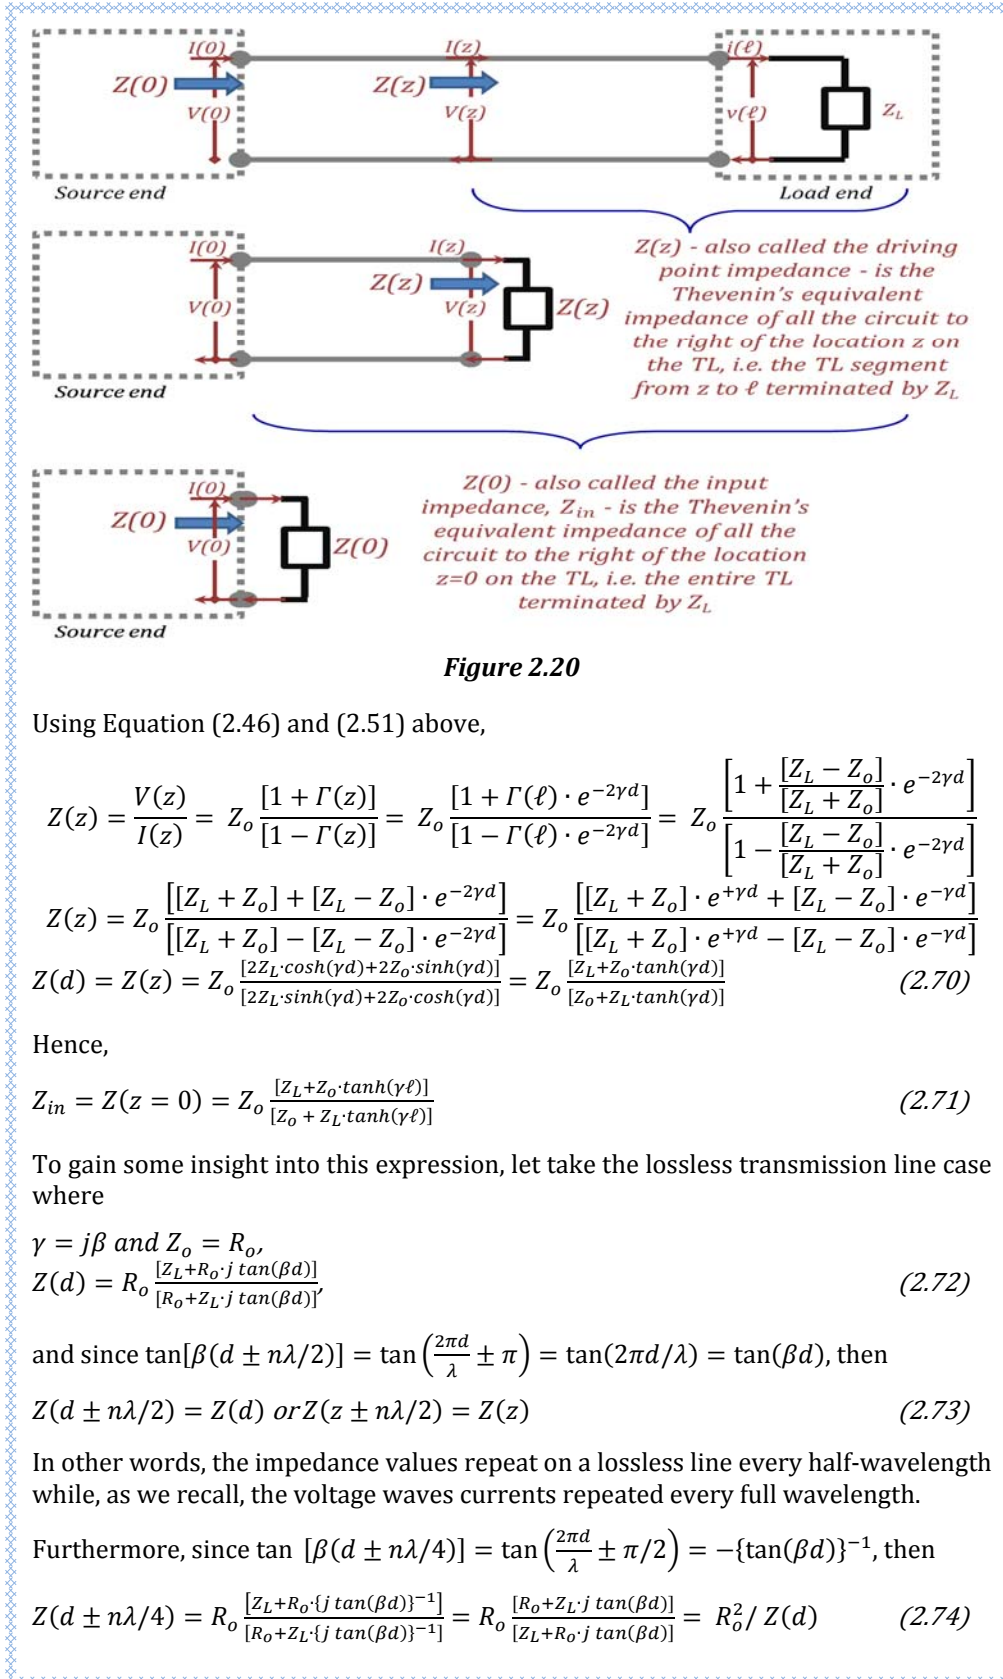 I(0)
I(z)
i(ℓ)
Z(0)
Z(z)
V(0)
V(z)
v(ℓ)
Z_L
Source end
Load end
I(0)
I(z)
Z(z)
V(0)
V(z)
Z(z)
Source end
Z(z) - also called the driving
point impedance - is the
Thevenin's equivalent
impedance of all the circuit to
the right of the location z on
the TL, i.e. the TL segment
from z to ℓ terminated by Z_L
I(0)
Z(0)
V(0)
Z(0)
Source end
Z(0) - also called the input
impedance, Z_in - is the Thevenin's
equivalent impedance of all the
circuit to the right of the location
z=0 on the TL, i.e. the entire TL
terminated by Z_L
Figure 2.20
Using Equation (2.46) and (2.51) above,
Z(z) = V(z)/I(z) = Z_o [1 + Γ(z)]/[1 − Γ(z)] = Z_o [1 + Γ(ℓ) · e^{−2γd}]/[1 − Γ(ℓ) · e^{−2γd}] = Z_o [1 + [Z_L − Z_o]/[Z_L + Z_o] · e^{−2γd}]/[1 − [Z_L − Z_o]/[Z_L + Z_o] · e^{−2γd}]
Z(z) = Z_o [[Z_L + Z_o] + [Z_L − Z_o] · e^{−2γd}]/[[Z_L + Z_o] − [Z_L − Z_o] · e^{−2γd}] = Z_o [[Z_L + Z_o] · e^{+γd} + [Z_L − Z_o] · e^{−γd}]/[[Z_L + Z_o] · e^{+γd} − [Z_L − Z_o] · e^{−γd}]
Z(d) = Z(z) = Z_o [2Z_L·cosh(γd)+2Z_o·sinh(γd)]/[2Z_L·sinh(γd)+2Z_o·cosh(γd)] = Z_o [Z_L+Z_o·tanh(γd)]/[Z_o+Z_L·tanh(γd)] (2.70)
Hence,
Z_in = Z(z = 0) = Z_o [Z_L+Z_o·tanh(γℓ)]/[Z_o + Z_L·tanh(γℓ)] (2.71)
To gain some insight into this expression, let take the lossless transmission line case
where
γ = jβ and Z_o = R_o,
Z(d) = R_o [Z_L+R_o·j tan(βd)]/[R_o+Z_L·j tan(βd)], (2.72)
and since tan[β(d ± nλ/2)] = tan(2πd/λ ± π) = tan(2πd/λ) = tan(βd), then
Z(d ± nλ/2) = Z(d) orZ(z ± nλ/2) = Z(z) (2.73)
In other words, the impedance values repeat on a lossless line every half-wavelength
while, as we recall, the voltage waves currents repeated every full wavelength.
Furthermore, since tan [β(d ± nλ/4)] = tan(2πd/λ ± π/2) = −{tan(βd)}^{−1}, then
Z(d ± nλ/4) = R_o [Z_L+R_o·{j tan(βd)}^{−1}]/[R_o+Z_L·{j tan(βd)}^{−1}] = R_o [R_o+Z_L·j tan(βd)]/[Z_L+R_o·j tan(βd)] = R_o^2/ Z(d) (2.74)